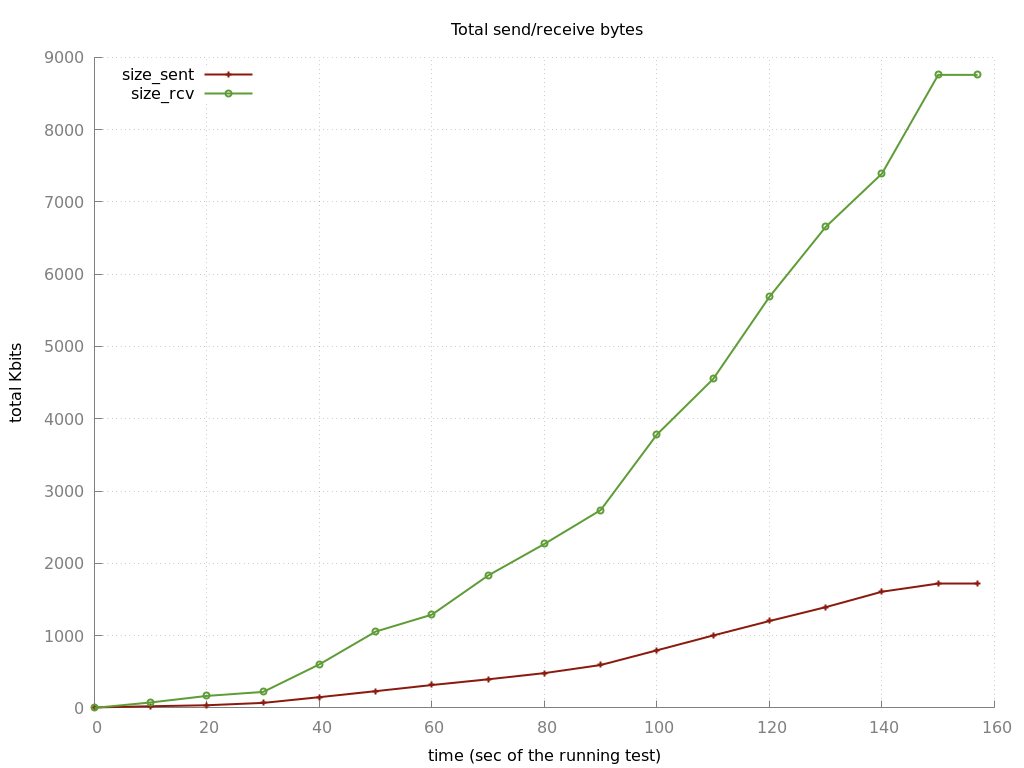 Total send/receive bytes
size_sent
size_rcv
9000
8000
7000
6000
5000
4000
3000
2000
1000
0
total Kbits
0 20 40 60 80 100 120 140 160
time (sec of the running test)